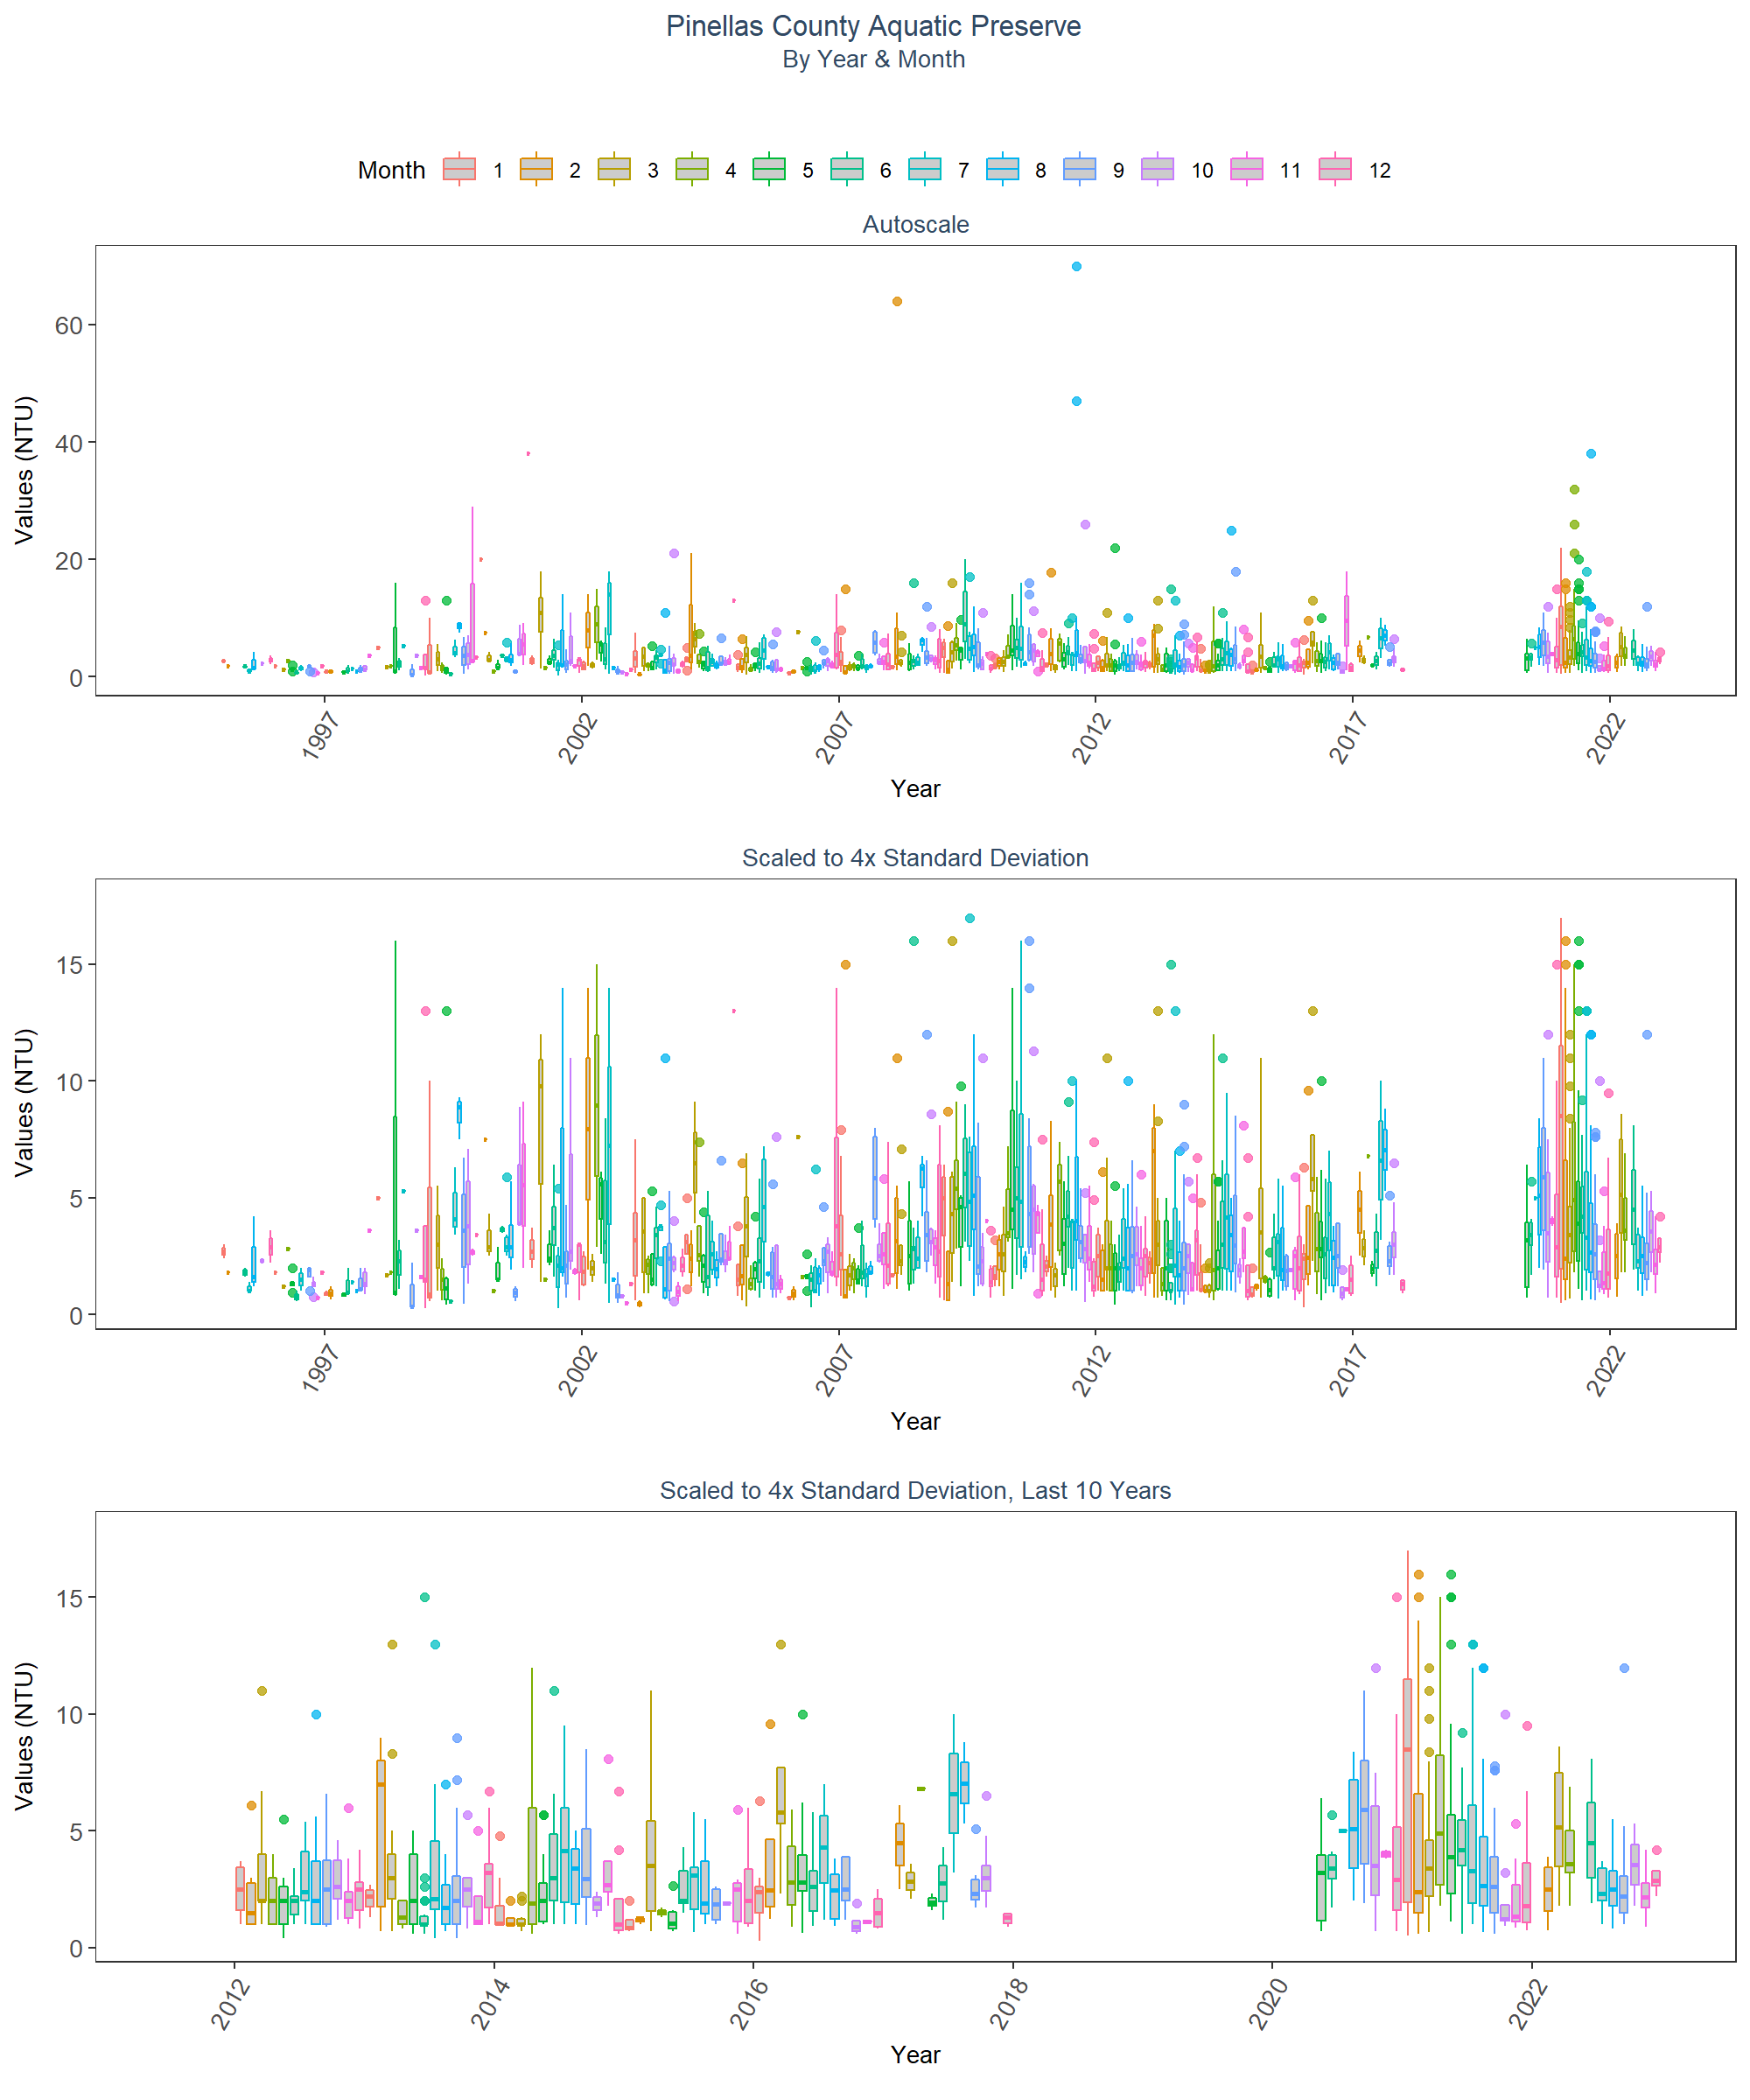 Pinellas County Aquatic Preserve
By Year & Month
Month 1 2 3 4 5 6 7 8 9 10 11 12
Autoscale
Values (NTU)
60
40
20
0
1997 2002 2007 2012 2017 2022
Year
Scaled to 4x Standard Deviation
Values (NTU)
15
10
5
0
1997 2002 2007 2012 2017 2022
Year
Scaled to 4x Standard Deviation, Last 10 Years
Values (NTU)
15
10
5
0
2012 2014 2016 2018 2020 2022
Year